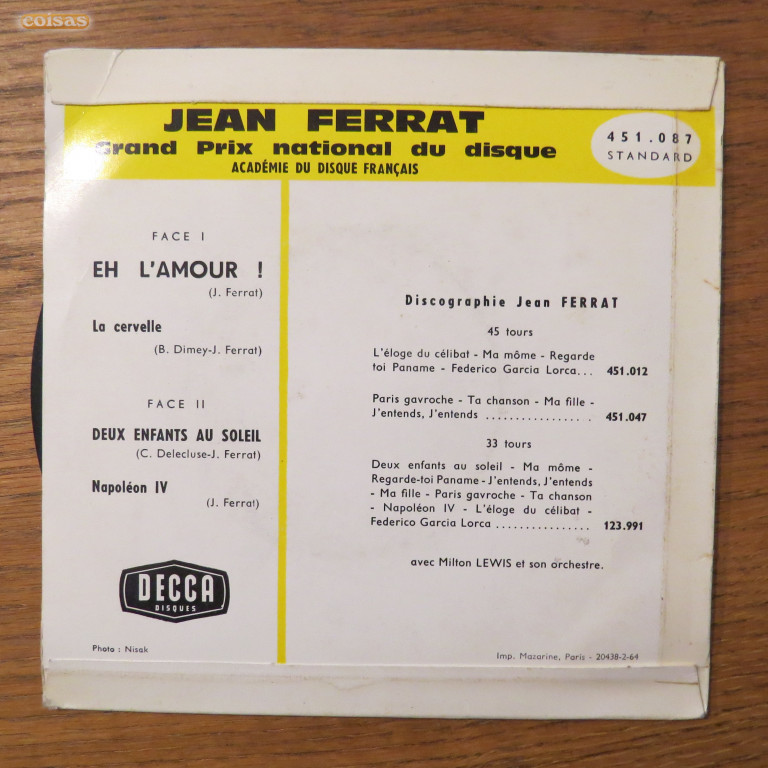 coisas
JEAN FERRAT
Grand Prix national du disque
ACADÉMIE DU DISQUE FRANÇAIS
451.087
STANDARD
FACE I
EH L'AMOUR !
(J. Ferrat)
La cervelle
(B. Dimey-J. Ferrat)
FACE II
DEUX ENFANTS AU SOLEIL
(C. Delecluse-J. Ferrat)
Napoléon IV
(J. Ferrat)
DECCA
DISQUES
Photo : Nisak
Discographie Jean FERRAT
45 tours
L'éloge du célibat - Ma môme - Regarde
toi Paname - Federico Garcia Lorca... 451.012
Paris gavroche - Ta chanson - Ma fille -
J'entends, J'entends ................ . 451.047
33 tours
Deux enfants au soleil - Ma môme -
Regarde-toi Paname - J'entends, J'entends
- Ma fille - Paris gavroche - Ta chanson
- Napoléon IV - L'éloge du célibat -
Federico Garcia Lorca ................ 123.991
avec Milton LEWIS et son orchestre.
Imp. Mazarine, Paris - 20438-2-64